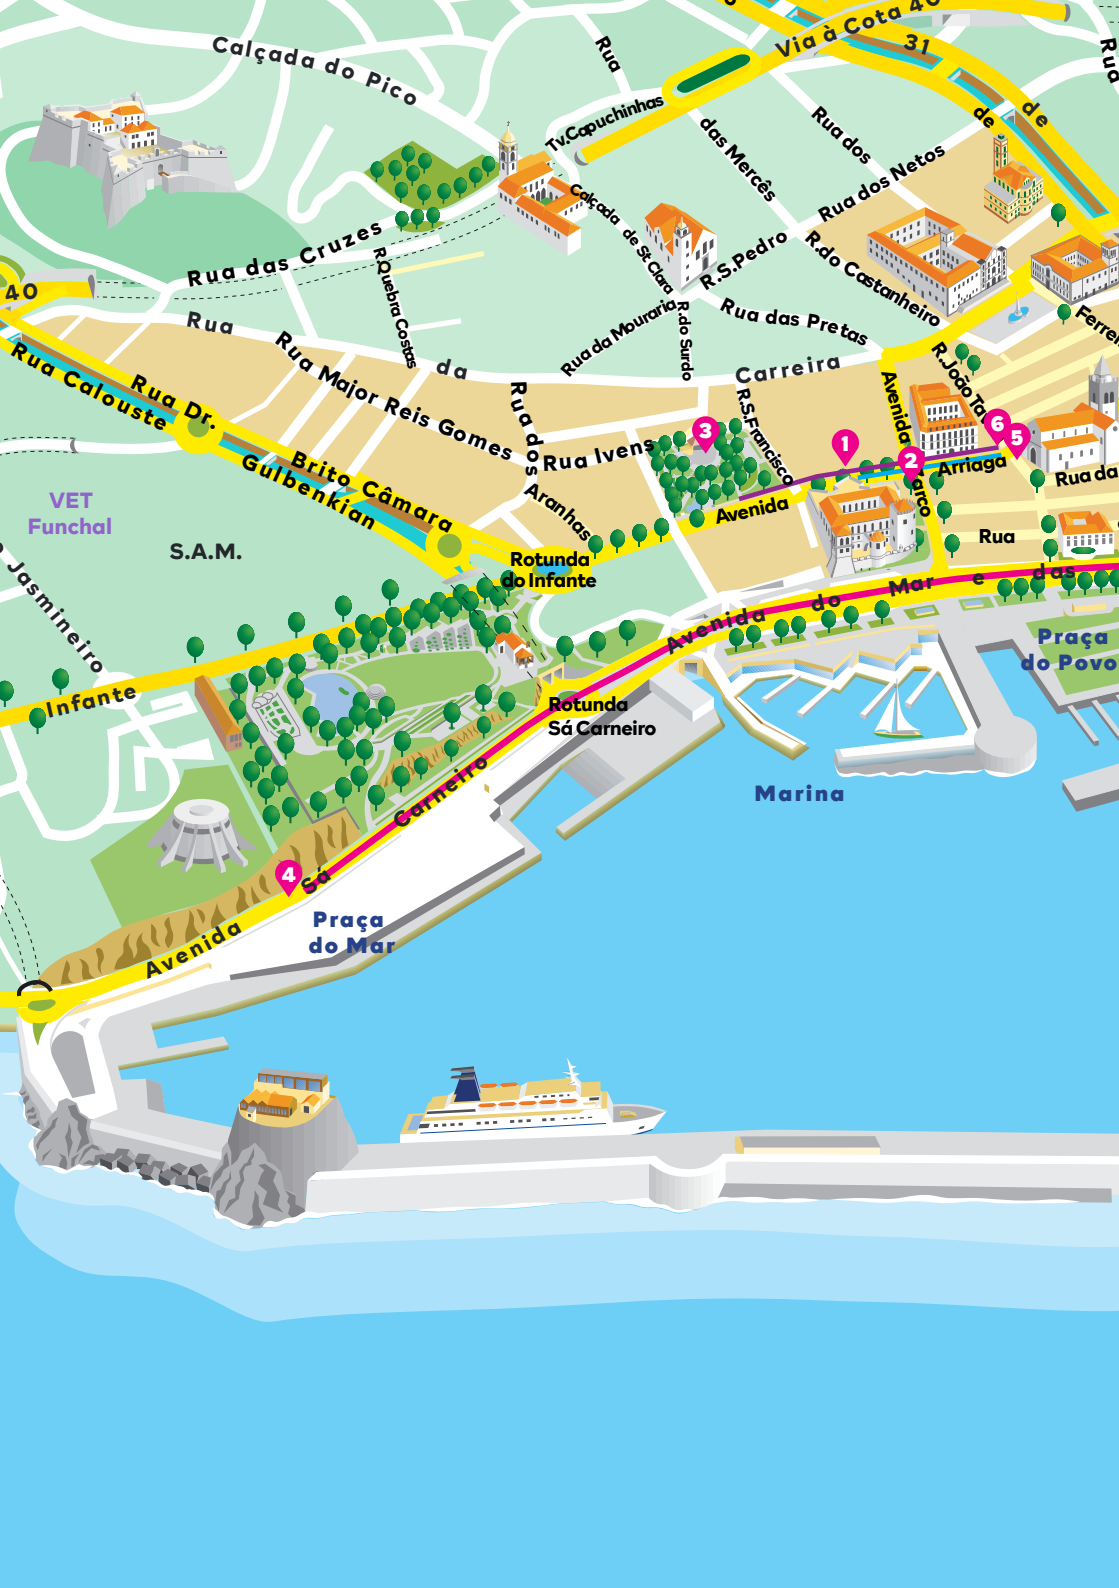 Via à Cota 40
31
Calçada do Pico
Rua
Rua
de
de
Tv.Capuchinhas
das Mercês
Rua dos
Rua dos Netos
Calçada de St. Clara
Rua das Cruzes
R.Quebra Costas
R.S.Pedro
R.do Castanheiro
40
Rua da Mouraria
R.do Surdo
Rua das Pretas
Rua
da
Carreira
Rua Calouste
Rua Dr.
Rua Major Reis Gomes
Rua dos
Aranhas
R.S.Francisco
Avenida
Rua Ivens
3
1
2
6
5
Arriaga
Rua da
Gulbenkian
Brito Câmara
VET
Funchal
S.A.M.
Avenida
Rua
Rotunda
do Infante
Jasmineiro
Avenida do Mar e das
Praça
do Povo
Infante
Rotunda
Sá Carneiro
Marina
Avenida Sá Carneiro
4
Praça
do Mar